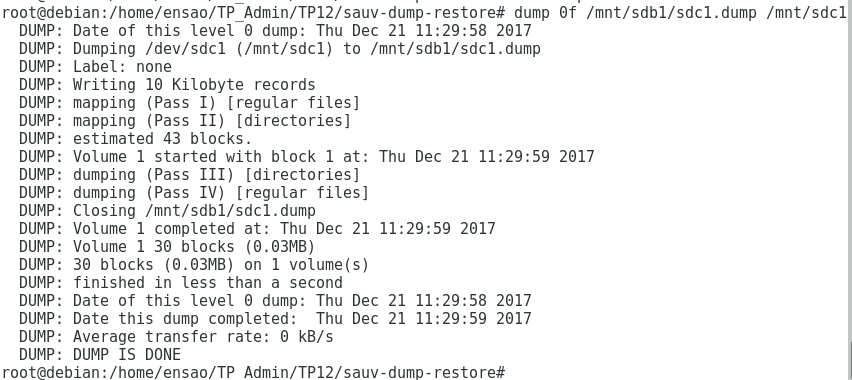 root@debian:/home/ensao/TP_Admin/TP12/sauv-dump-restore# dump 0f /mnt/sdb1/sdc1.dump /mnt/sdc1
DUMP: Date of this level 0 dump: Thu Dec 21 11:29:58 2017
DUMP: Dumping /dev/sdc1 (/mnt/sdc1) to /mnt/sdb1/sdc1.dump
DUMP: Label: none
DUMP: Writing 10 Kilobyte records
DUMP: mapping (Pass I) [regular files]
DUMP: mapping (Pass II) [directories]
DUMP: estimated 43 blocks.
DUMP: Volume 1 started with block 1 at: Thu Dec 21 11:29:59 2017
DUMP: dumping (Pass III) [directories]
DUMP: dumping (Pass IV) [regular files]
DUMP: Closing /mnt/sdb1/sdc1.dump
DUMP: Volume 1 completed at: Thu Dec 21 11:29:59 2017
DUMP: Volume 1 30 blocks (0.03MB)
DUMP: 30 blocks (0.03MB) on 1 volume(s)
DUMP: finished in less than a second
DUMP: Date of this level 0 dump: Thu Dec 21 11:29:58 2017
DUMP: Date this dump completed:  Thu Dec 21 11:29:59 2017
DUMP: Average transfer rate: 0 kB/s
DUMP: DUMP IS DONE
root@debian:/home/ensao/TP Admin/TP12/sauv-dump-restore#